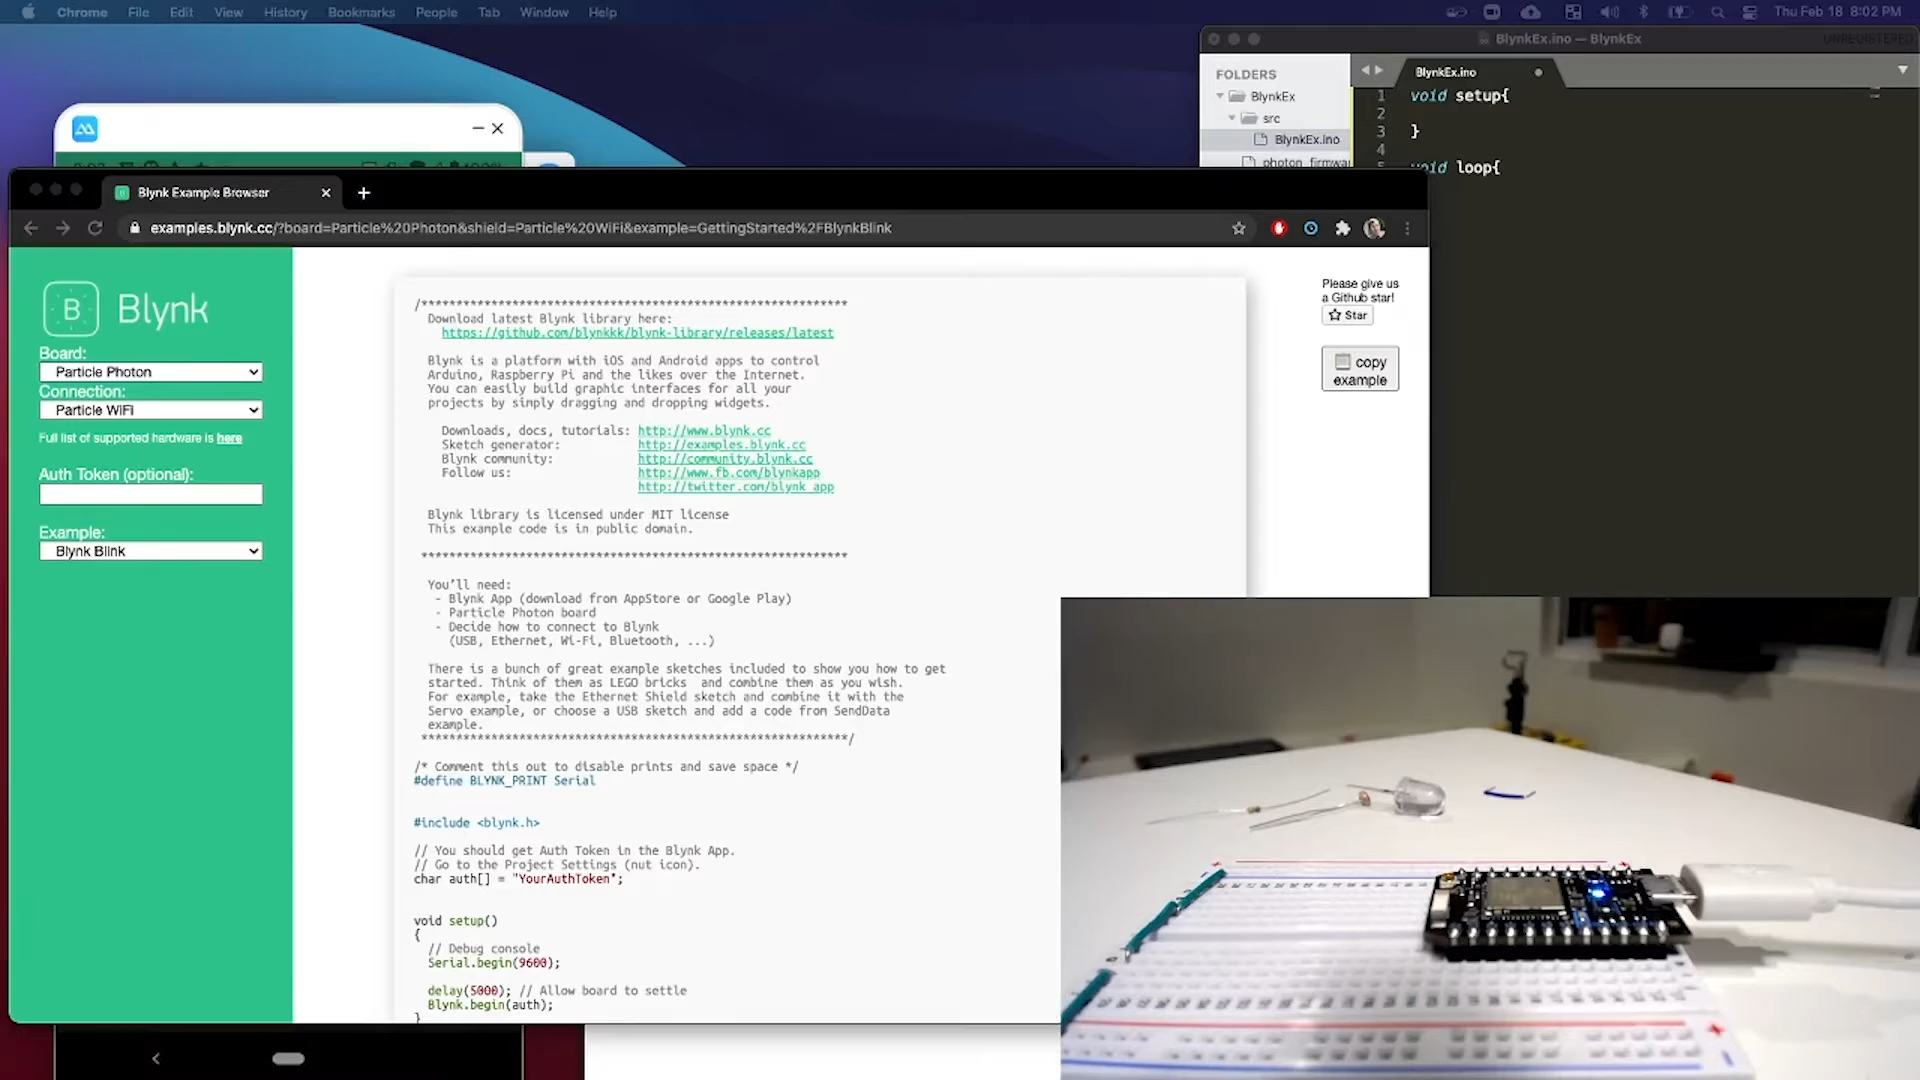 Chrome File Edit View History Bookmarks People Tab Window Help
Thu Feb 18 8:02 PM
BlynkEx.ino — BlynkEx
UNREGISTERED
FOLDERS
BlynkEx
src
BlynkEx.ino
BlynkEx.ino
1 void setup{
2
3 }
4
void loop{
Blynk Example Browser
examples.blynk.cc/?board=Particle%20Photon&shield=Particle%20WiFi&example=GettingStarted%2FBlynkBlink
B Blynk
Board:
Particle Photon
Connection:
Particle WiFi
Full list of supported hardware is here
Auth Token (optional):
Example:
Blynk Blink
/*************************************************************
Download latest Blynk library here:
https://github.com/blynkkk/blynk-library/releases/latest
Blynk is a platform with iOS and Android apps to control
Arduino, Raspberry Pi and the likes over the Internet.
You can easily build graphic interfaces for all your
projects by simply dragging and dropping widgets.
Downloads, docs, tutorials: http://www.blynk.cc
Sketch generator: http://examples.blynk.cc
Blynk community: http://community.blynk.cc
Follow us: http://www.fb.com/blynkapp
http://twitter.com/blynk_app
Blynk library is licensed under MIT license
This example code is in public domain.
*************************************************************
You'll need:
- Blynk App (download from AppStore or Google Play)
- Particle Photon board
- Decide how to connect to Blynk
(USB, Ethernet, Wi-Fi, Bluetooth, ...)
There is a bunch of great example sketches included to show you how to get
started. Think of them as LEGO bricks and combine them as you wish.
For example, take the Ethernet Shield sketch and combine it with the
Servo example, or choose a USB sketch and add a code from SendData
example.
*************************************************************/
/* Comment this out to disable prints and save space */
#define BLYNK_PRINT Serial
#include <blynk.h>
// You should get Auth Token in the Blynk App.
// Go to the Project Settings (nut icon).
char auth[] = "YourAuthToken";
void setup()
{
// Debug console
Serial.begin(9600);
delay(5000); // Allow board to settle
Blynk.begin(auth);
}
Please give us
a Github star!
Star
copy
example